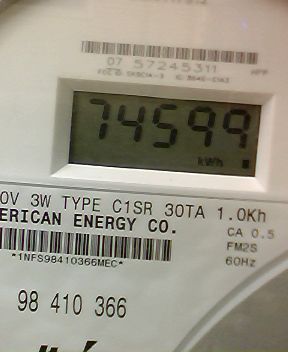 07 57245311
74599
kWh
0V 3W TYPE C1SR 30TA 1.0Kh
ERICAN ENERGY CO.
CA 0.5
FM2S
60Hz
*1NFS98410366MEC*
98 410 366